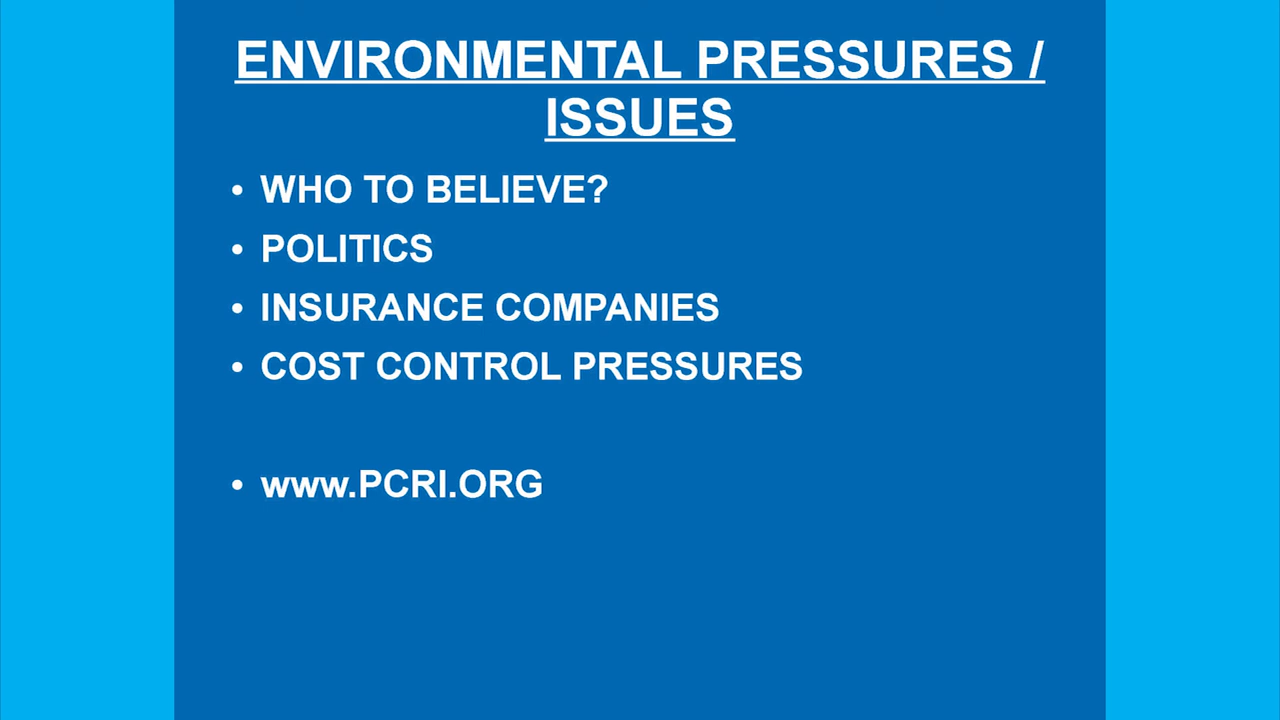 ENVIRONMENTAL PRESSURES /
ISSUES
• WHO TO BELIEVE?
• POLITICS
• INSURANCE COMPANIES
• COST CONTROL PRESSURES
• www.PCRI.ORG